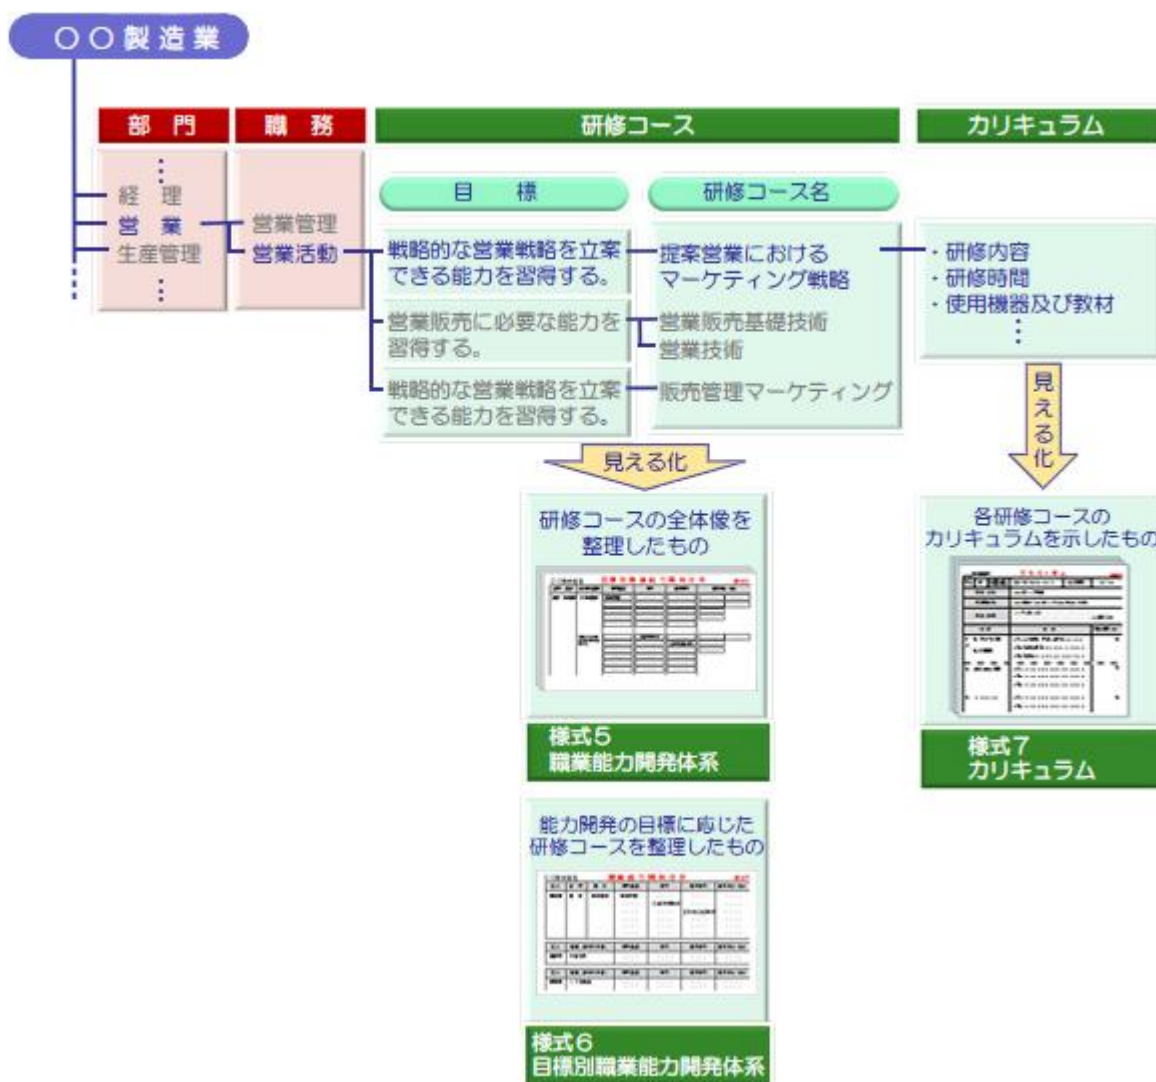 〇〇製造業
部 門
職 務
研修コース
カリキュラム
経 理
営 業
生産管理
営業管理
営業活動
目 標
研修コース名
戦略的な営業戦略を立案
できる能力を習得する。
提案営業における
マーケティング戦略
・研修内容
・研修時間
・使用機器及び教材
営業販売に必要な能力を
習得する。
営業販売基礎技術
営業技術
戦略的な営業戦略を立案
できる能力を習得する。
販売管理マーケティング
見える化
見える化
研修コースの全体像を
整理したもの
様式5
職業能力開発体系
各研修コースの
カリキュラムを示したもの
様式7
カリキュラム
能力開発の目標に応じた
研修コースを整理したもの
様式6
目標別職業能力開発体系